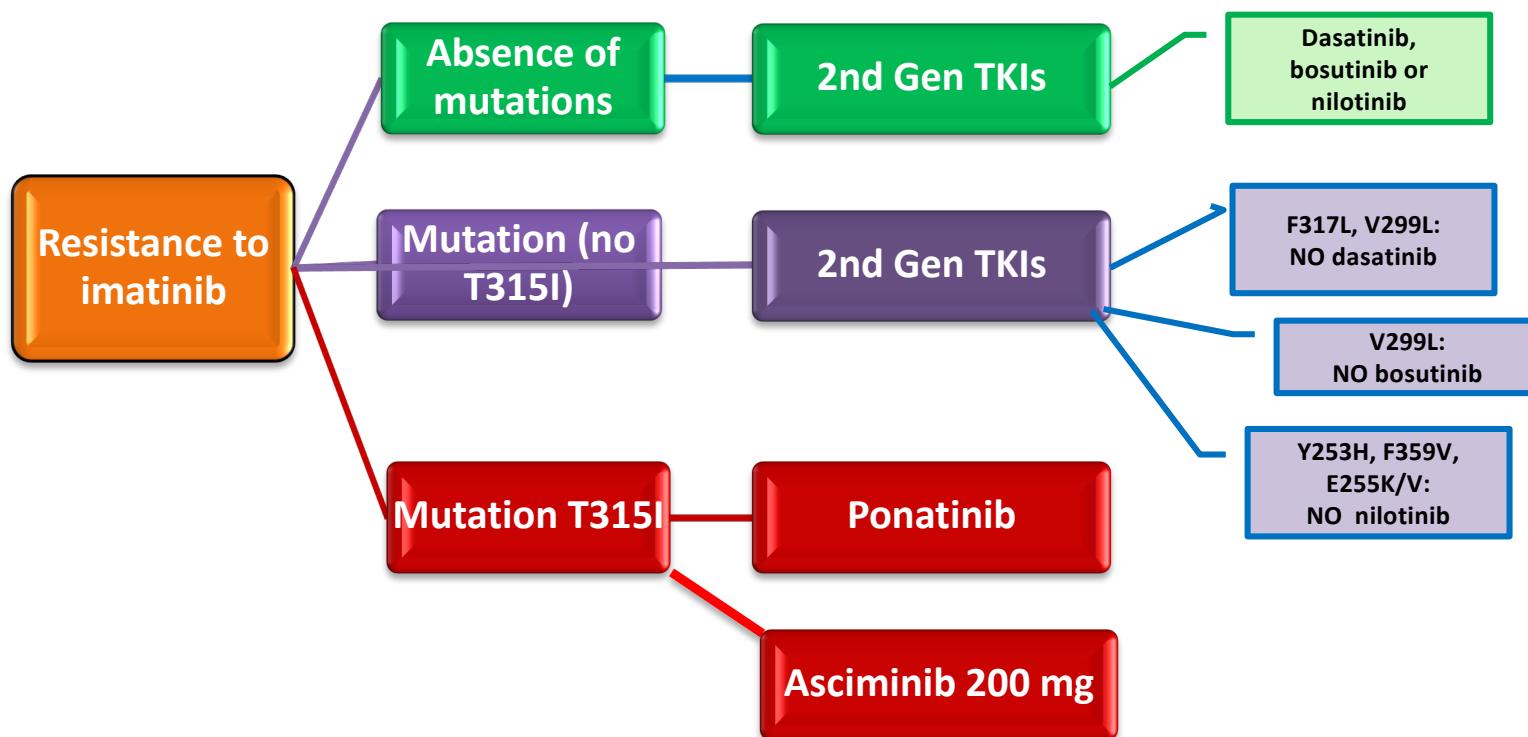 Resistance to
imatinib
Absence of
mutations
2nd Gen TKIs
Dasatinib,
bosutinib or
nilotinib
Mutation (no
T315I)
2nd Gen TKIs
F317L, V299L:
NO dasatinib
V299L:
NO bosutinib
Y253H, F359V,
E255K/V:
NO nilotinib
Mutation T315I
Ponatinib
Asciminib 200 mg